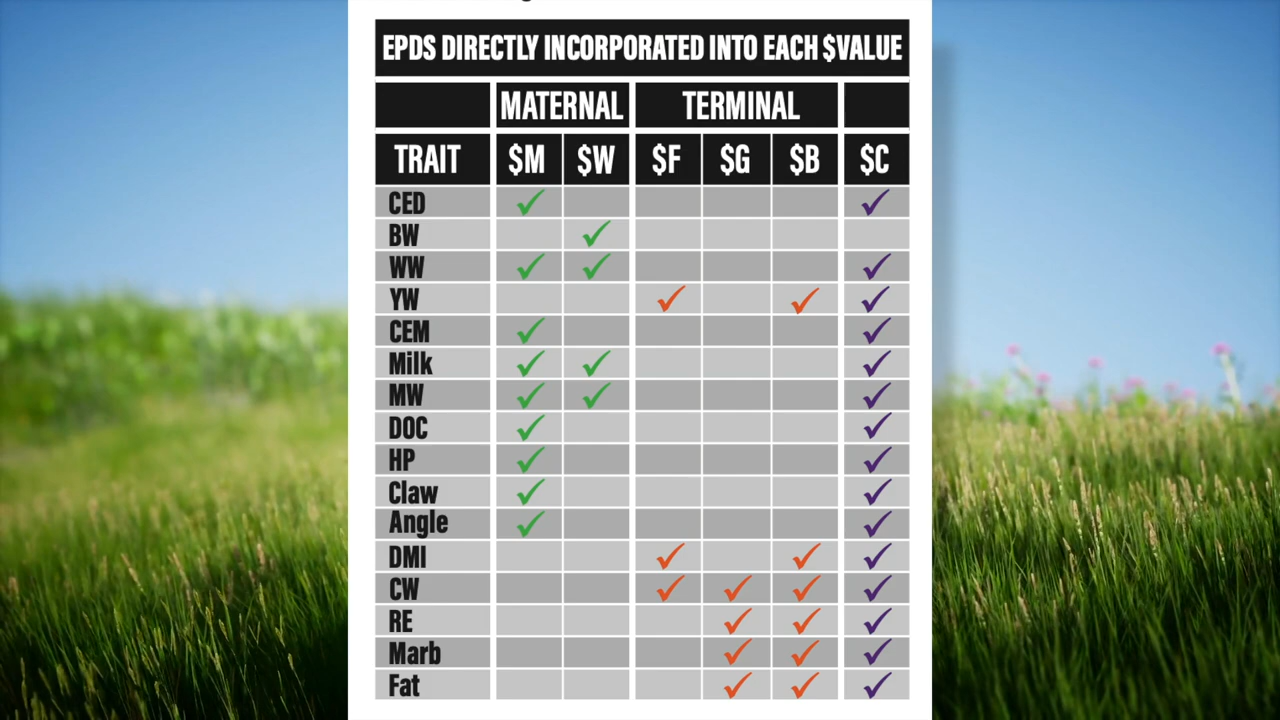 EPDS DIRECTLY INCORPORATED INTO EACH $VALUE
MATERNAL TERMINAL
TRAIT $M $W $F $G $B $C
CED ✓ ✓
BW ✓
WW ✓ ✓ ✓
YW ✓ ✓ ✓
CEM ✓ ✓
Milk ✓ ✓ ✓
MW ✓ ✓ ✓
DOC ✓ ✓
HP ✓ ✓
Claw ✓ ✓
Angle ✓ ✓
DMI ✓ ✓ ✓
CW ✓ ✓ ✓ ✓
RE ✓ ✓ ✓
Marb ✓ ✓ ✓
Fat ✓ ✓ ✓